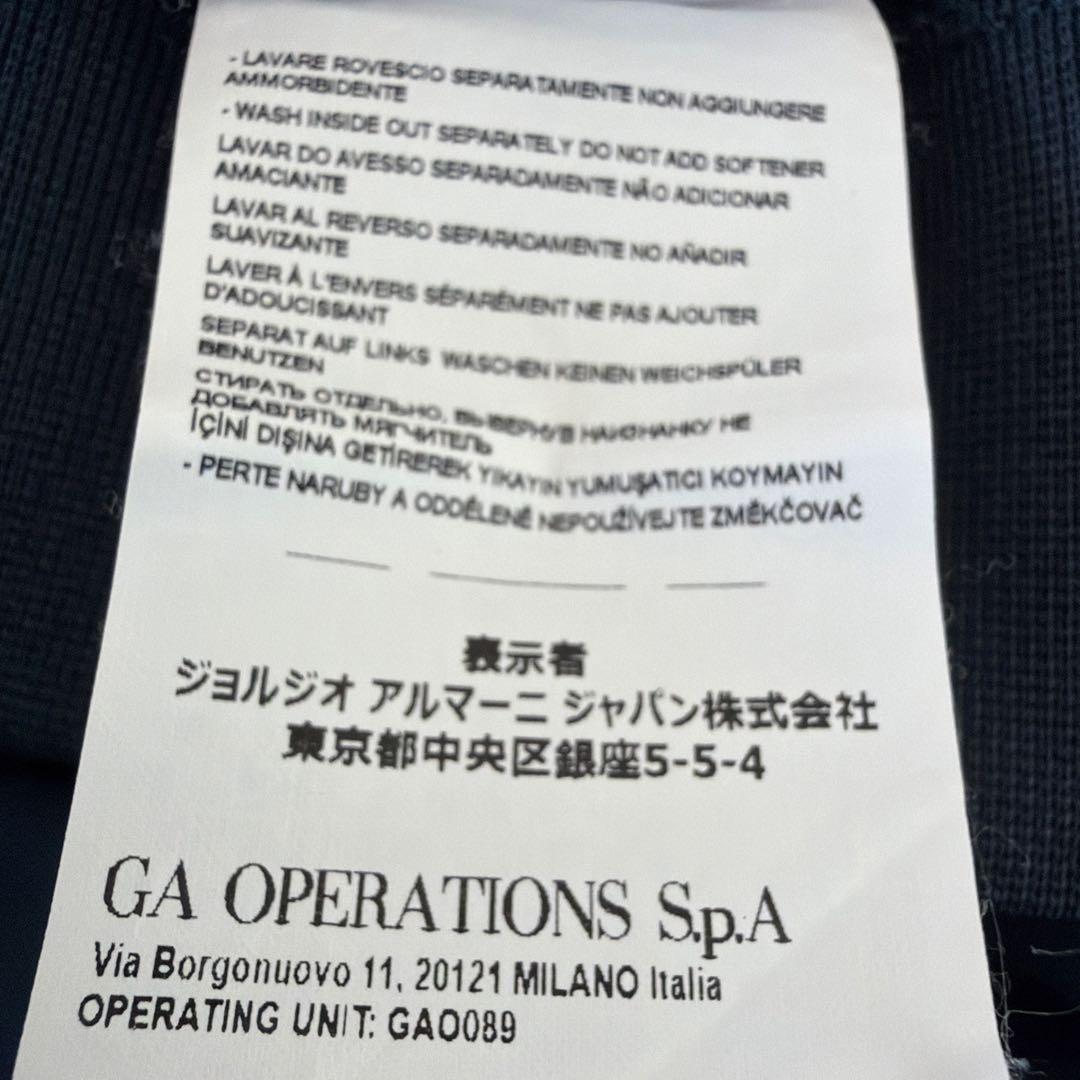 - LAVARE ROVESCIO SEPARATAMENTE NON AGGIUNGERE
AMMORBIDENTE
- WASH INSIDE OUT SEPARATELY DO NOT ADD SOFTENER
LAVAR DO AVESSO SEPARADAMENTE NÃO ADICIONAR
AMACIANTE
LAVAR AL REVERSO SEPARADAMENTE NO AÑADIR
SUAVIZANTE
LAVER À L'ENVERS SÉPARÉMENT NE PAS AJOUTER
D'ADOUCISSANT
SEPARAT AUF LINKS WASCHEN KEINEN WEICHSPÜLER
BENUTZEN
СТИРАТЬ ОТДЕЛЬНО, ВЫВЕРНУВ НАИЗНАНКУ НЕ
ДОБАВЛЯТЬ МЯГЧИТЕЛЬ
İÇİNİ DIŞINA GETİREREK YIKAYIN YUMUŞATICI KOYMAYIN
- PERTE NARUBY A ODDĚLENĚ NEPOUŽÍVEJTE ZMĚKČOVAČ
表示者
ジョルジオ アルマーニ ジャパン株式会社
東京都中央区銀座5-5-4
GA OPERATIONS S.p.A
Via Borgonuovo 11, 20121 MILANO Italia
OPERATING UNIT: GAO089